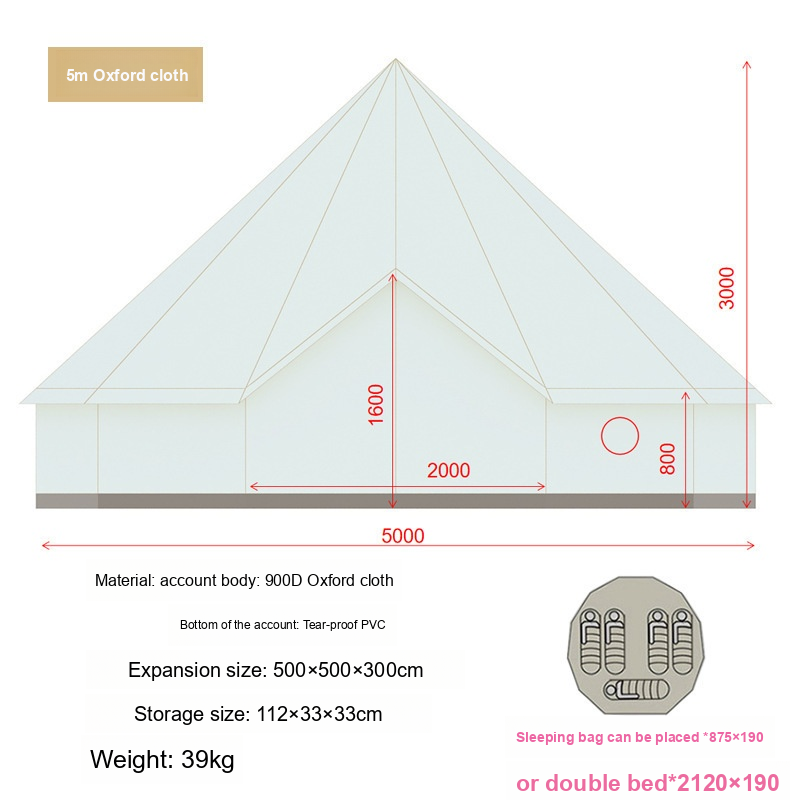 5m Oxford cloth
3000
1600
2000
800
5000
Material: account body: 900D Oxford cloth
Bottom of the account: Tear-proof PVC
Expansion size: 500×500×300cm
Storage size: 112×33×33cm
Weight: 39kg
Sleeping bag can be placed *875×190
or double bed*2120×190